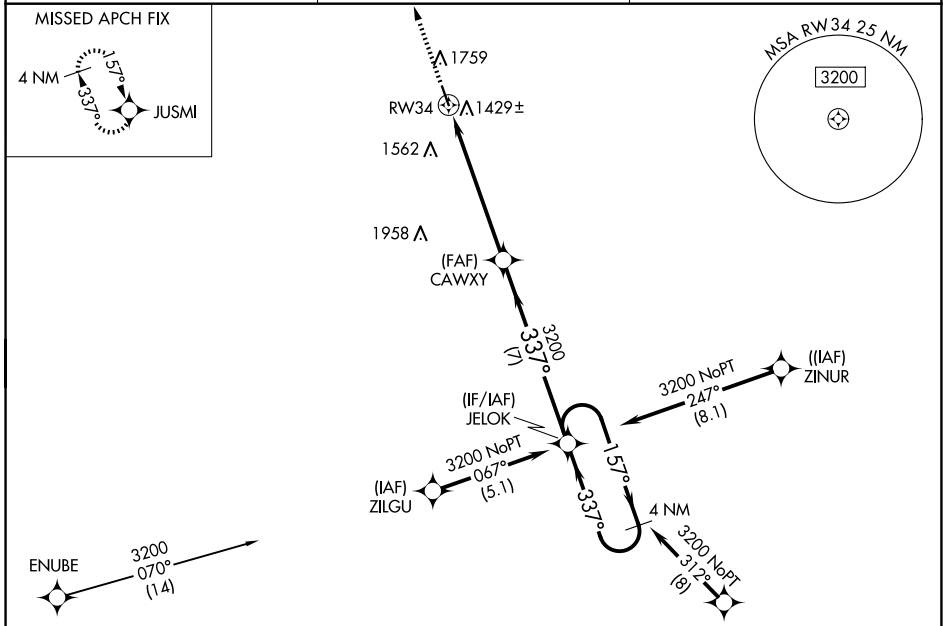 MISSED APCH FIX
4 NM
157°
337°
JUSMI
1759
RW34
1429±
1562
1958
MSA RW34 25 NM
3200
(FAF)
CAWXY
3200
337°
(7)
((IAF)
ZINUR
3200 NoPT
247°
(8.1)
(IF/IAF)
JELOK
3200 NoPT
067°
(5.1)
(IAF)
ZILGU
157°
337°
4 NM
3200 NoPT
312°
(8)
ENUBE
3200
070°
(14)